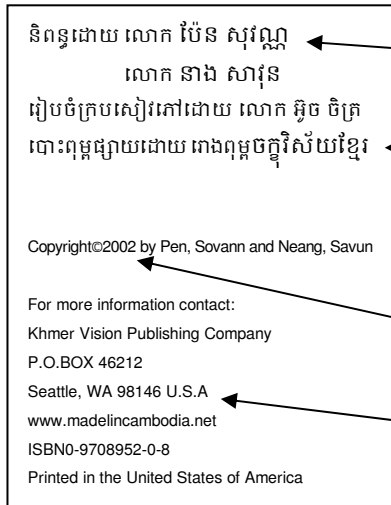 និពន្ធដោយ លោក ប៉ែន សុវណ្ណ
លោក នាង សាវុន
រៀបចំក្របសៀវភៅដោយ លោក អ៊ូច ចិត្រ
បោះពុម្ពផ្សាយដោយ រោងពុម្ពចក្ខុវិស័យខ្មែរ
Copyright©2002 by Pen, Sovann and Neang, Savun
For more information contact:
Khmer Vision Publishing Company
P.O.BOX 46212
Seattle, WA 98146 U.S.A
www.madelincambodia.net
ISBN0-9708952-0-8
Printed in the United States of America